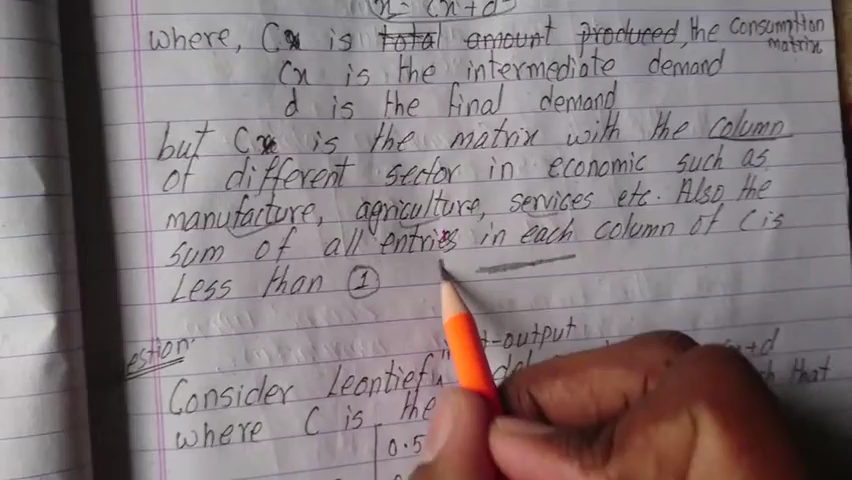 x = Cx + d
where, C is total amount produced, the consumption
matrix
Cx is the intermediate demand
d is the final demand
but C is the matrix with the column
of different sector in economic such as
manufacture, agriculture, services etc. Also the
sum of all entries in each column of C is
Less than 1
estion:
Consider Leontief input-output
x+d
where C is the
that
0.5